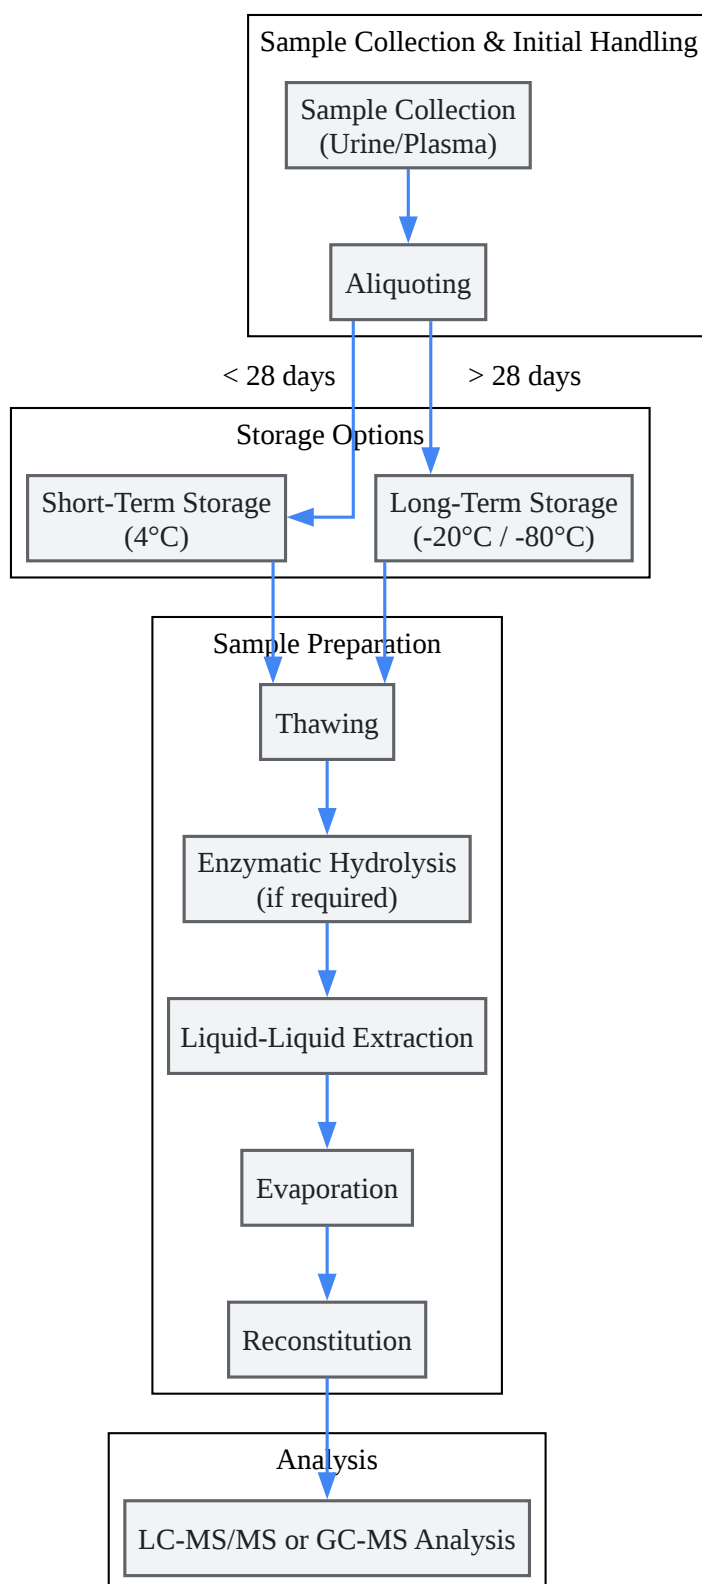 Sample Collection & Initial Handling
Sample Collection
(Urine/Plasma)
Aliquoting
< 28 days
> 28 days
Storage Options
Short-Term Storage
(4°C)
Long-Term Storage
(-20°C / -80°C)
Sample Preparation
Thawing
Enzymatic Hydrolysis
(if required)
Liquid-Liquid Extraction
Evaporation
Reconstitution
Analysis
LC-MS/MS or GC-MS Analysis